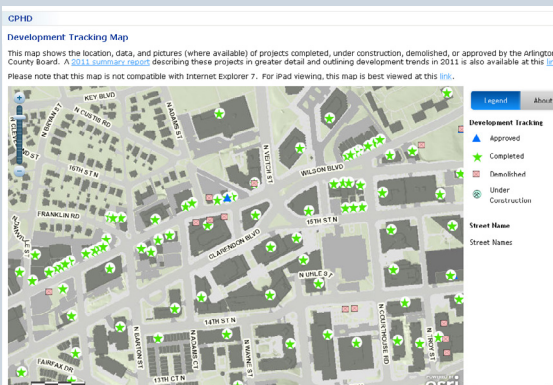 CPHD
Development Tracking Map
This map shows the location, data, and pictures (where available) of projects completed, under construction, demolished, or approved by the Arlington
County Board. A 2011 summary report describing these projects in greater detail and outlining development trends in 2011 is also available at this
Please note that this map is not compatible with Internet Explorer 7. For iPad viewing, this map is best viewed at this link.
Legend
About
Development Tracking
Approved
Completed
Demolished
Under
Construction
Street Name
Street Names
KEY BLVD
N CUSTIS RD
N BRYAN ST
N ADAMS ST
N VEITCH ST
16TH ST N
WILSON BLVD
FRANKLIN RD
15TH ST N
CLARENDON BLVD
N UHLE ST
14TH ST N
N BARTON ST
N ADAMS CT
N WAYNE ST
N COURTHOUSE RD
N TROY ST
FAIRFAX DR
13TH CT N
esri